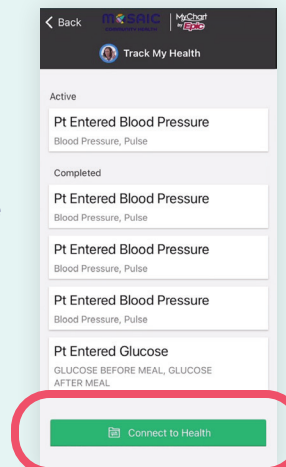 Back
MOSAIC
COMMUNITY HEALTH
MyChart
by Epic
Track My Health
Active
Pt Entered Blood Pressure
Blood Pressure, Pulse
Completed
Pt Entered Blood Pressure
Blood Pressure, Pulse
Pt Entered Blood Pressure
Blood Pressure, Pulse
Pt Entered Blood Pressure
Blood Pressure, Pulse
Pt Entered Glucose
GLUCOSE BEFORE MEAL, GLUCOSE
AFTER MEAL
Connect to Health